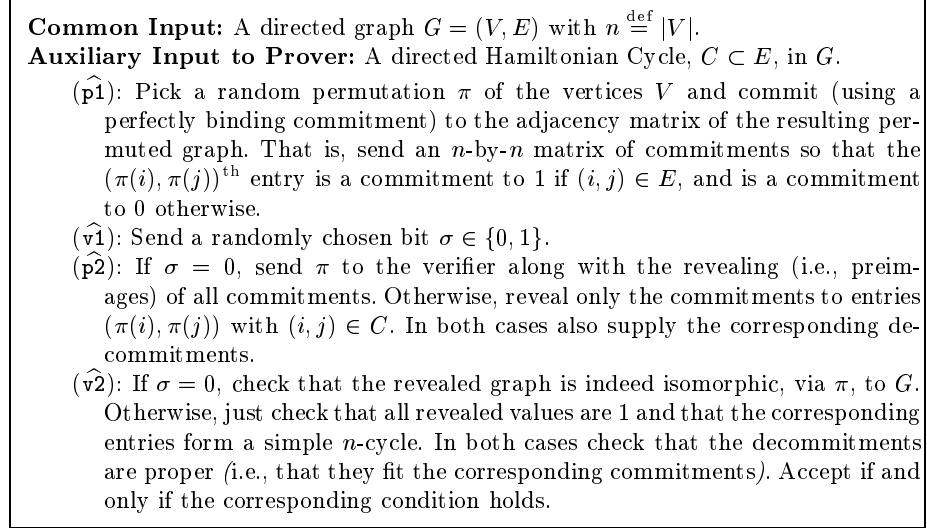 Common Input: A directed graph G = (V, E) with n def= |V|.
Auxiliary Input to Prover: A directed Hamiltonian Cycle, C ⊂ E, in G.
(p̂1): Pick a random permutation π of the vertices V and commit (using a
perfectly binding commitment) to the adjacency matrix of the resulting per-
muted graph. That is, send an n-by-n matrix of commitments so that the
(π(i), π(j))th entry is a commitment to 1 if (i, j) ∈ E, and is a commitment
to 0 otherwise.
(v̂1): Send a randomly chosen bit σ ∈ {0, 1}.
(p̂2): If σ = 0, send π to the verifier along with the revealing (i.e., preim-
ages) of all commitments. Otherwise, reveal only the commitments to entries
(π(i), π(j)) with (i, j) ∈ C. In both cases also supply the corresponding de-
commitments.
(v̂2): If σ = 0, check that the revealed graph is indeed isomorphic, via π, to G.
Otherwise, just check that all revealed values are 1 and that the corresponding
entries form a simple n-cycle. In both cases check that the decommitments
are proper (i.e., that they fit the corresponding commitments). Accept if and
only if the corresponding condition holds.